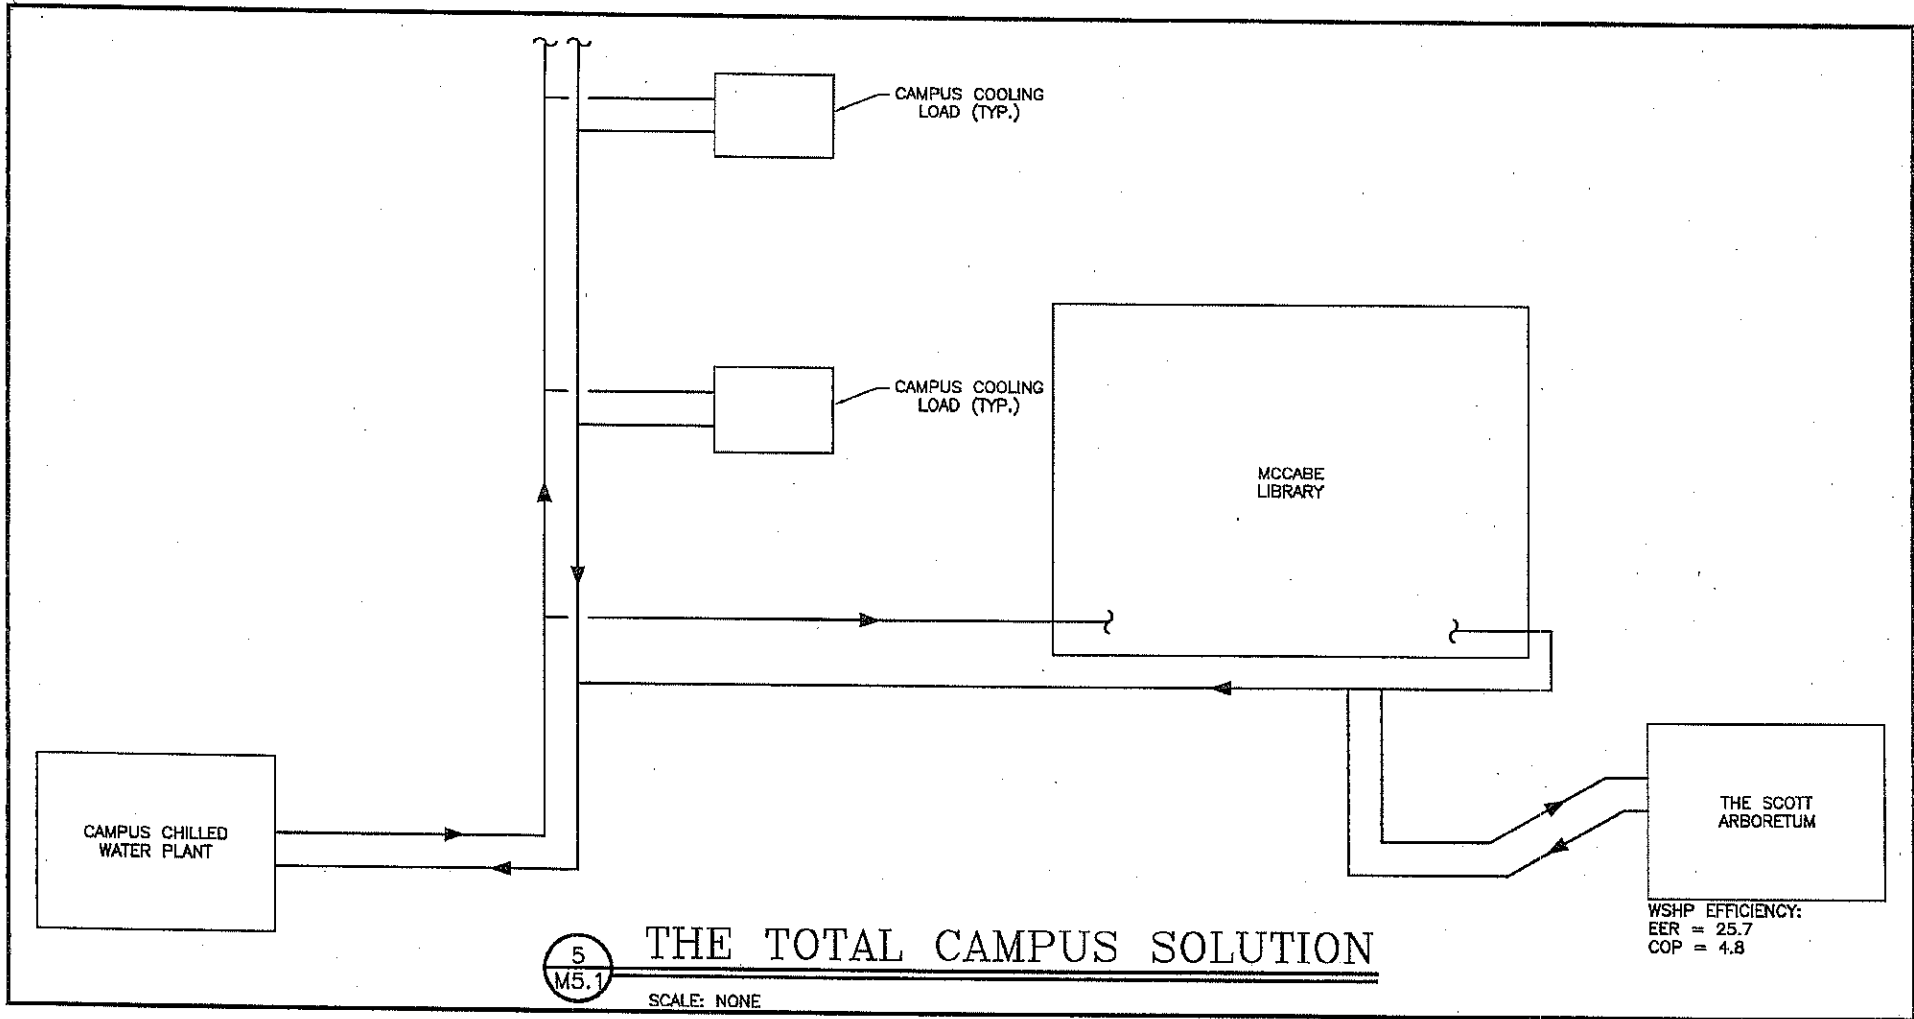 CAMPUS COOLING
LOAD (TYP.)
CAMPUS COOLING
LOAD (TYP.)
MCCABE
LIBRARY
CAMPUS CHILLED
WATER PLANT
THE SCOTT
ARBORETUM
WSHP EFFICIENCY:
EER = 25.7
COP = 4.8
5
M5.1
THE TOTAL CAMPUS SOLUTION
SCALE: NONE